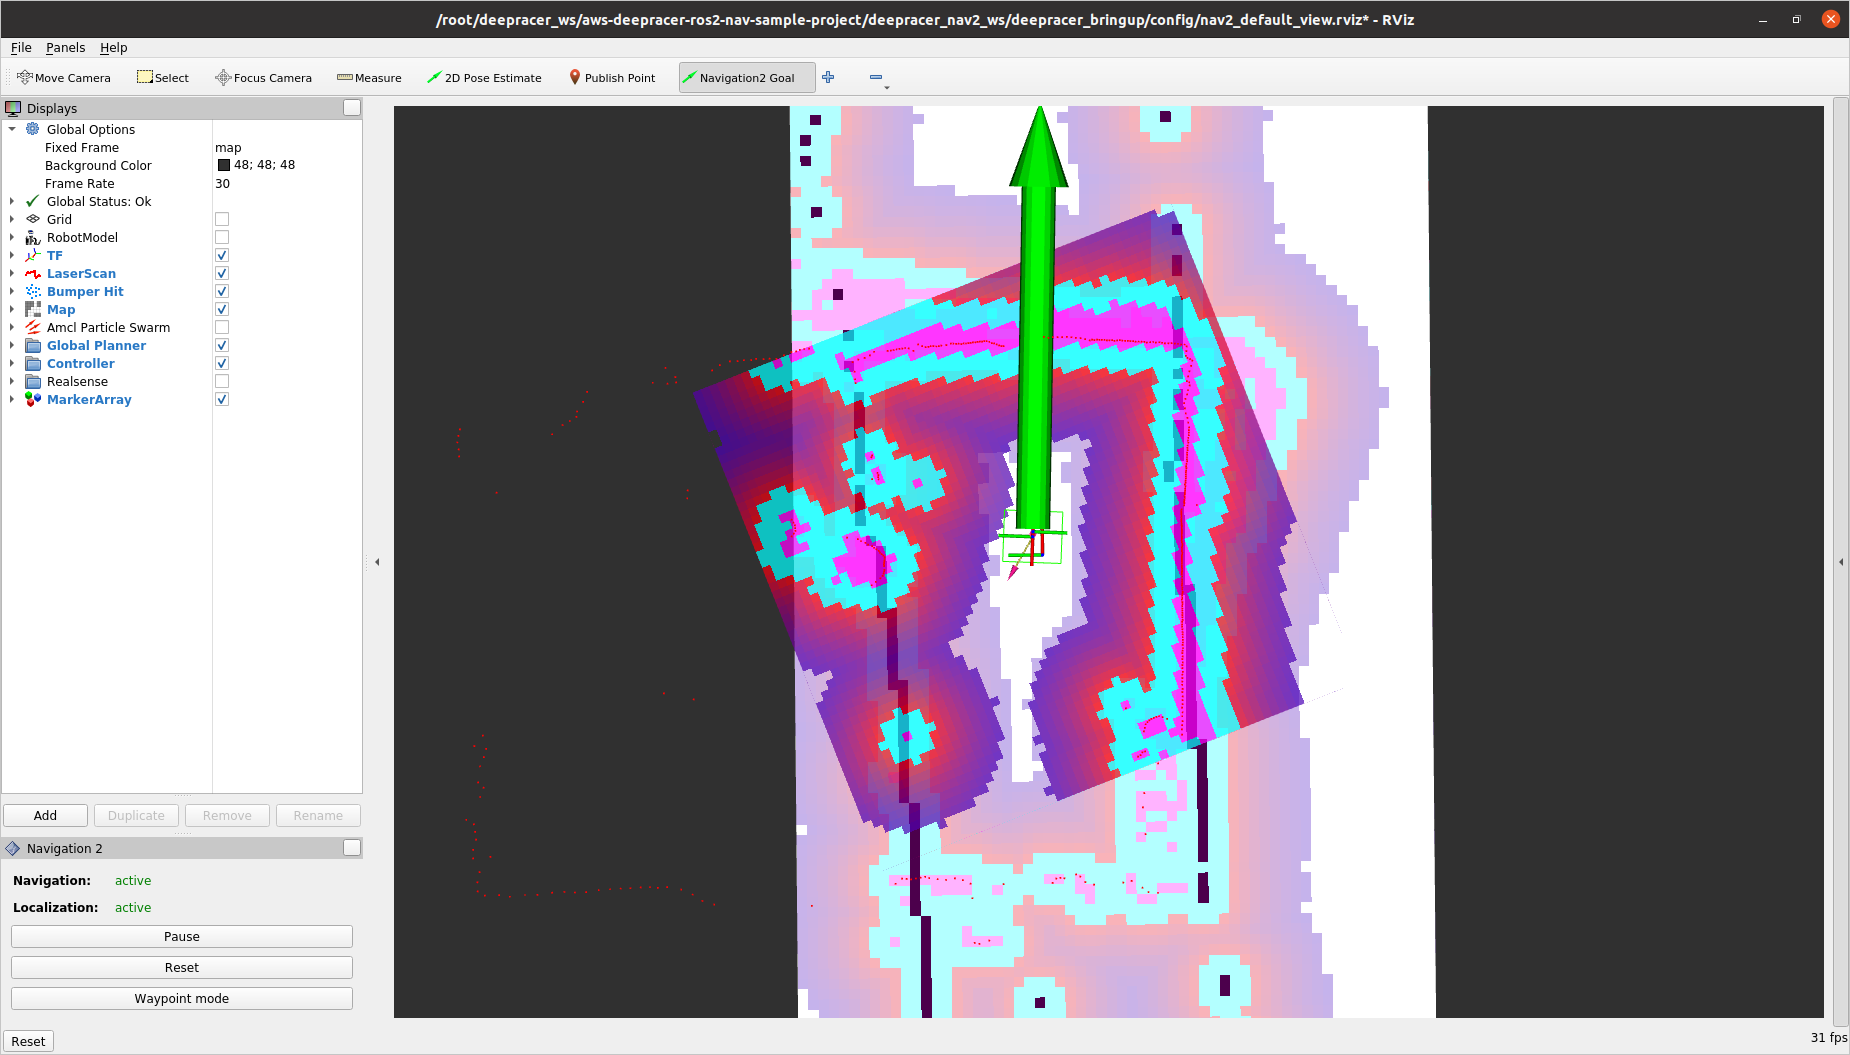 /root/deepracer_ws/aws-deepracer-ros2-nav-sample-project/deepracer_nav2_ws/deepracer_bringup/config/nav2_default_view.rviz* - RViz
File Panels Help
Move Camera Select Focus Camera Measure 2D Pose Estimate Publish Point Navigation2 Goal
Displays
Global Options
Fixed Frame map
Background Color 48; 48; 48
Frame Rate 30
Global Status: Ok
Grid
RobotModel
TF
LaserScan
Bumper Hit
Map
Amcl Particle Swarm
Global Planner
Controller
Realsense
MarkerArray
Add Duplicate Remove Rename
Navigation 2
Navigation: active
Localization: active
Pause
Reset
Waypoint mode
Reset 31 fps